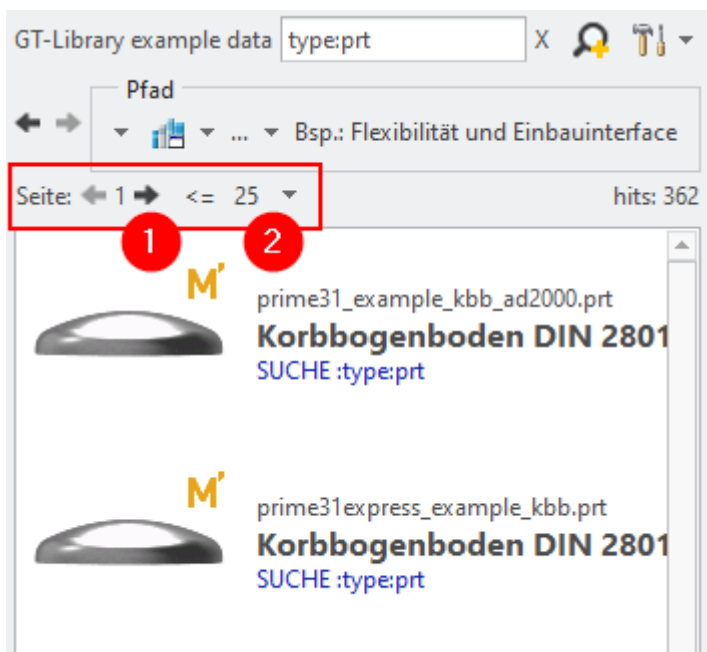 GT-Library example data type:prt X
Pfad
... Bsp.: Flexibilität und Einbauinterface
Seite: 1 <= 25 hits: 362
1 2
M'
prime31_example_kbb_ad2000.prt
Korbbogenboden DIN 2801
SUCHE :type:prt
M'
prime31express_example_kbb.prt
Korbbogenboden DIN 2801
SUCHE :type:prt